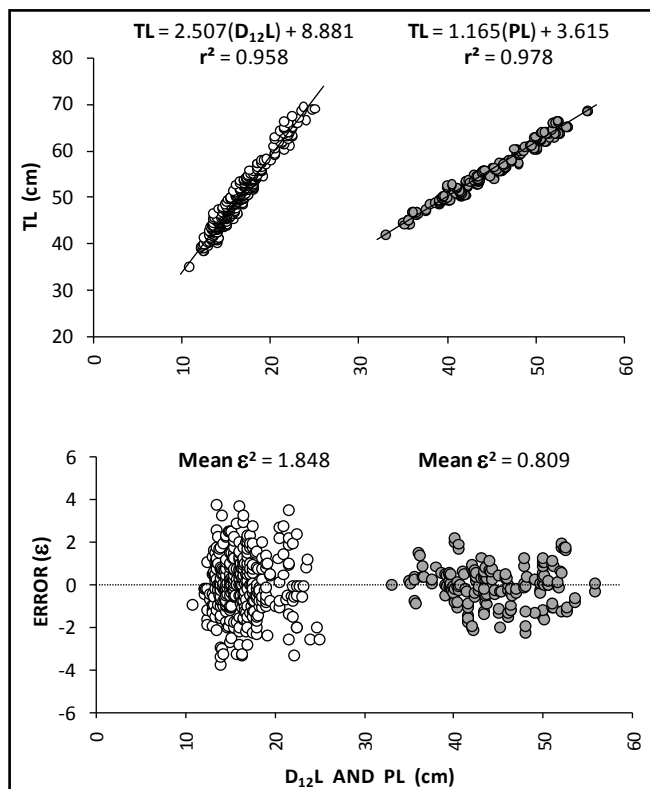 TL = 2.507(D₁₂L) + 8.881 TL = 1.165(PL) + 3.615
r² = 0.958 r² = 0.978
80
70
60
50
40
30
20
TL (cm)
0 10 20 30 40 50 60
Mean ε² = 1.848 Mean ε² = 0.809
6
4
2
0
-2
-4
-6
ERROR (ε)
0 10 20 30 40 50 60
D₁₂L AND PL (cm)